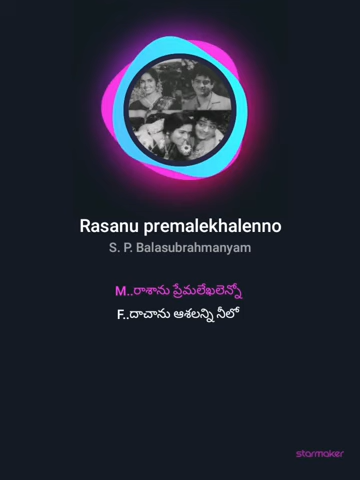 Rasanu premalekhalenno
S. P. Balasubrahmanyam
M..రాశాను ప్రేమలేఖలెన్నో
F..దాచాను ఆశలన్ని నీలో
starmaker